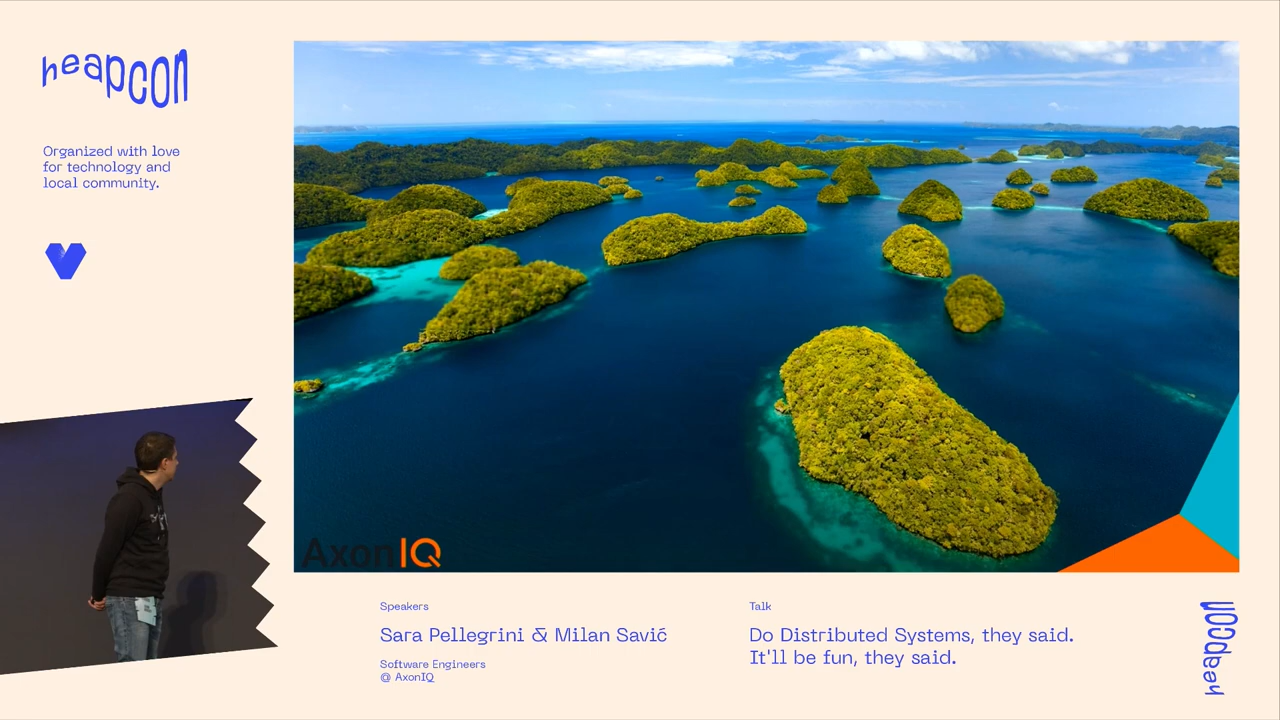 heapcon
Organized with love
for technology and
local community.
AxonIQ
Speakers
Sara Pellegrini & Milan Savić
Software Engineers
@ AxonIQ
Talk
Do Distributed Systems, they said.
It'll be fun, they said.
heapcon